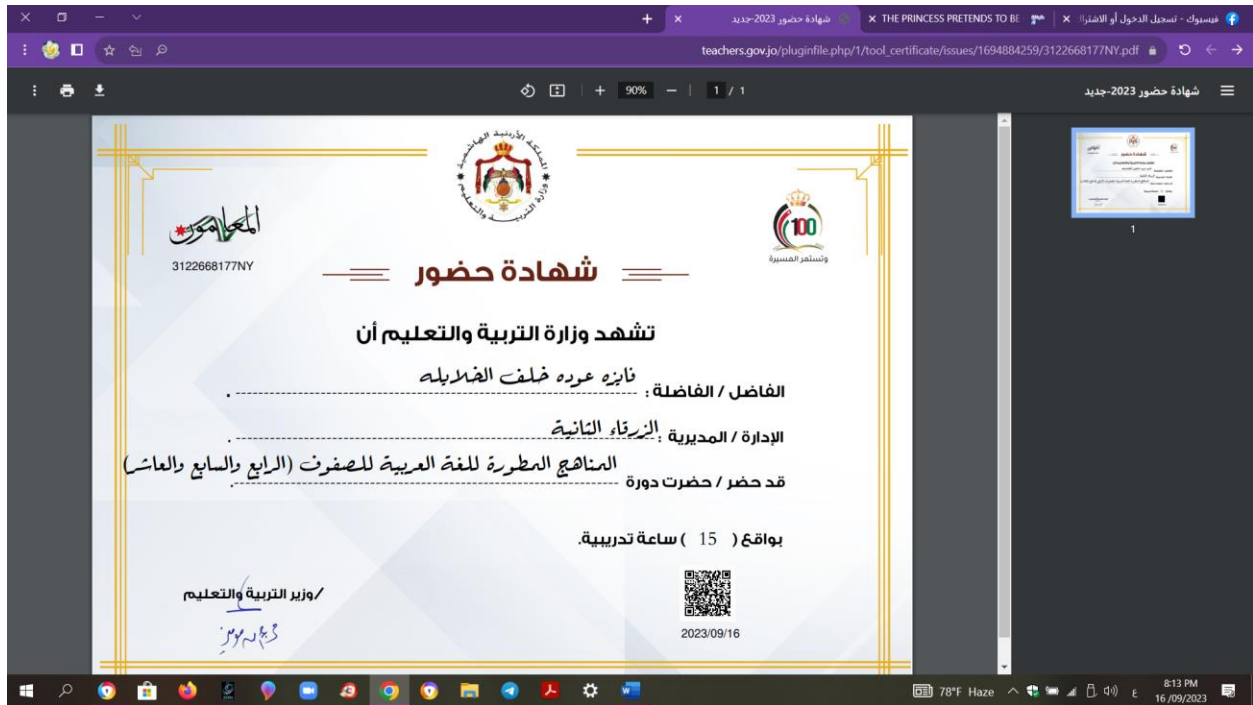 فيسبوك - تسجيل الدخول أو الاشترا
THE PRINCESS PRETENDS TO BE
شهادة حضور 2023-جديد
teachers.gov.jo/pluginfile.php/1/tool_certificate/issues/1694884259/3122668177NY.pdf
شهادة حضور 2023-جديد
1 / 1
90%
المملكة الأردنية الهاشمية
وزارة التربية والتعليم
المعلمون
3122668177NY
100
وتستمر المسيرة
شهادة حضور
تشهد وزارة التربية والتعليم أن
الفاضل / الفاضلة : فايزه عوده خلف الخلايله .
الإدارة / المديرية : الزرقاء الثانية .
قد حضر / حضرت دورة المناهج المطورة للغة العربية للصفوف (الرابع والسابع والعاشر) .
بواقع ( 15 ) ساعة تدريبية.
وزير التربية والتعليم/
2023/09/16
1
78°F Haze
ع
8:13 PM
16/09/2023